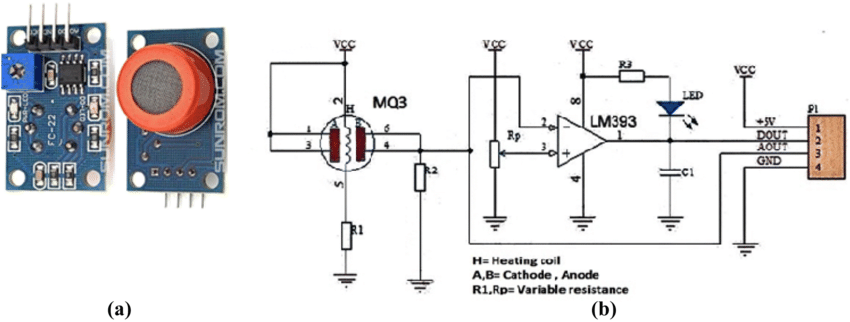 (a)
SUNROM.COM
FC-22
SUNROM.COM
VCC
VCC
VCC
R3
VCC
LED
P1
MQ3
2
H
A
B
1
3
6
4
5
R1
R2
Rp
8
LM393
2
3
1
4
C1
+5V
DOUT
AOUT
GND
1
2
3
4
H= Heating coil
A,B= Cathode , Anode
R1,Rp= Variable resistance
(a)
(b)